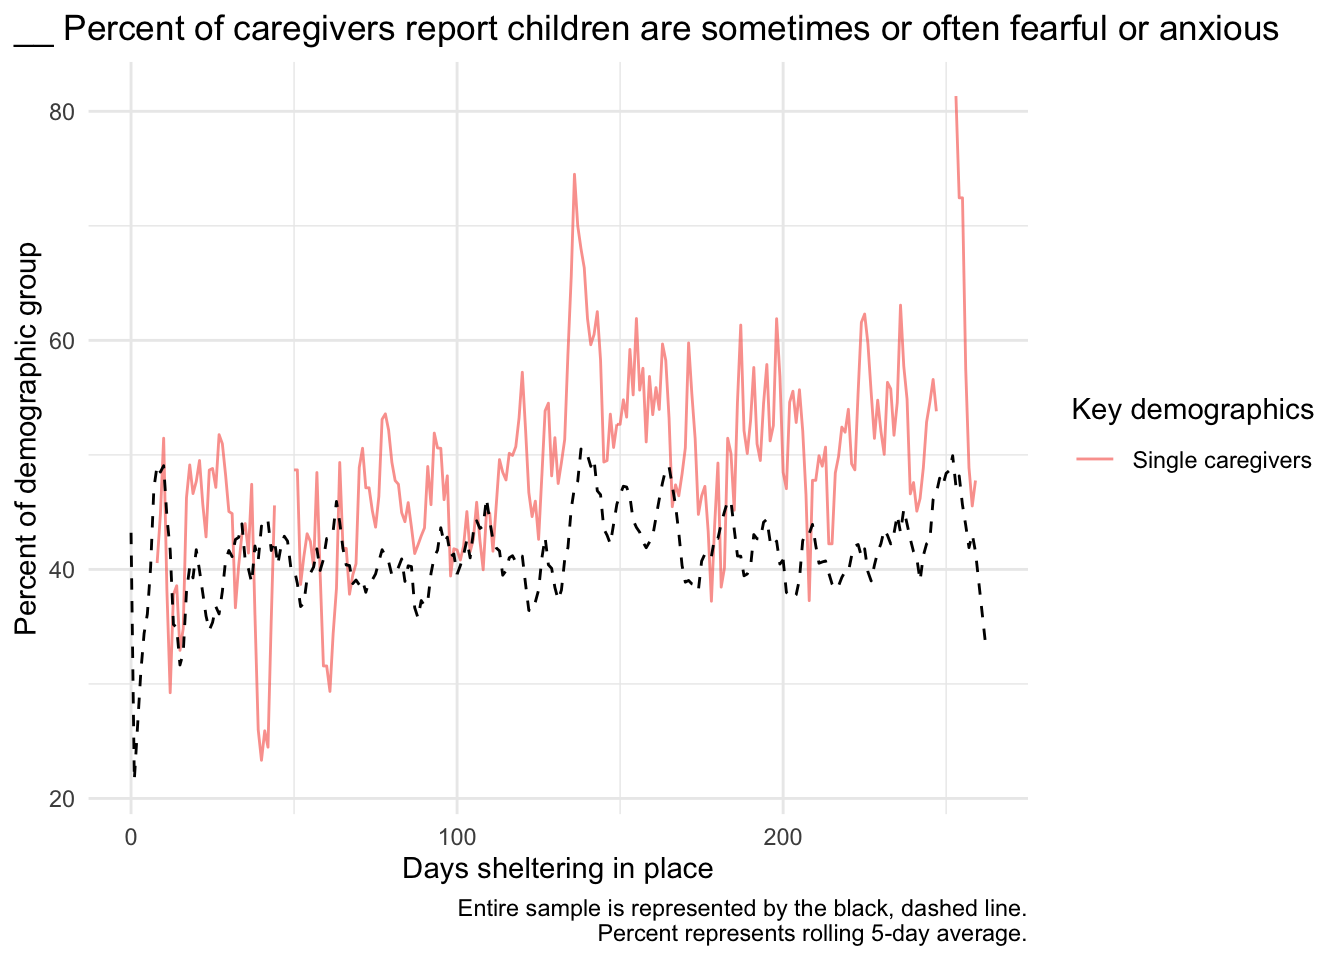 __ Percent of caregivers report children are sometimes or often fearful or anxious
Percent of demographic group
80
60
40
20
0
100
200
Days sheltering in place
Key demographics
Single caregivers
Entire sample is represented by the black, dashed line.
Percent represents rolling 5-day average.